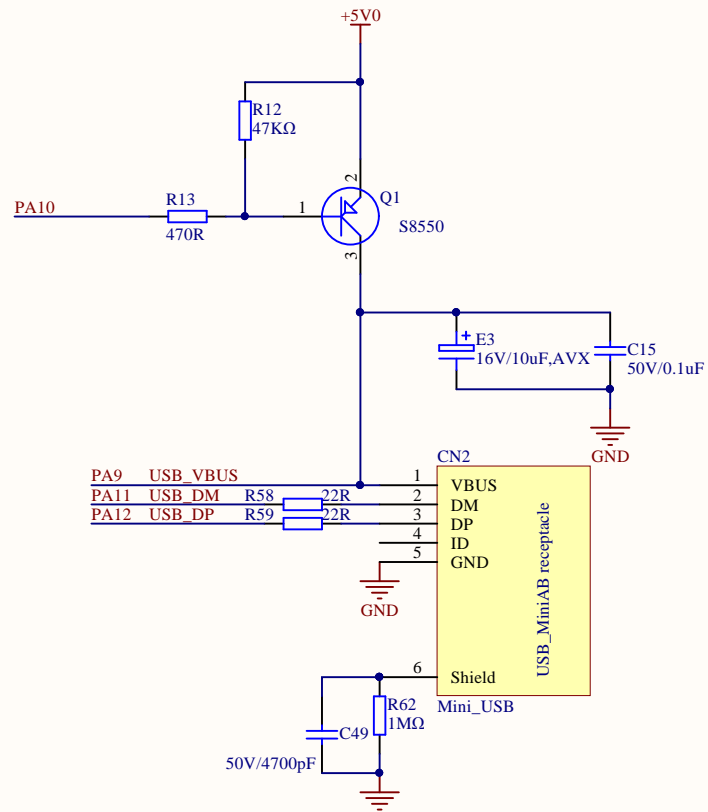 +5V0
R12
47KΩ
2
Q1
R13
1
PA10
S8550
470R
3
E3
16V/10uF,AVX
C15
50V/0.1uF
GND
CN2
PA9 USB_VBUS 1 VBUS
PA11 USB_DM R58 22R 2 DM
PA12 USB_DP R59 22R 3 DP
4 ID
5 GND
GND
USB_MiniAB receptacle
6 Shield
Mini_USB
R62
1MΩ
C49
50V/4700pF
+